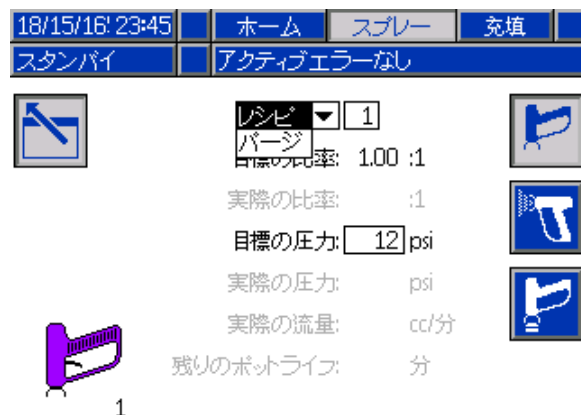 18/15/16 23:45 ホーム スプレー 充填
スタンバイ アクティブエラーなし
レシピ 1
パージ
目標の比率: 1.00 :1
実際の比率: :1
目標の圧力: 12 psi
実際の圧力: psi
実際の流量: cc/分
残りのポットライフ: 分
1